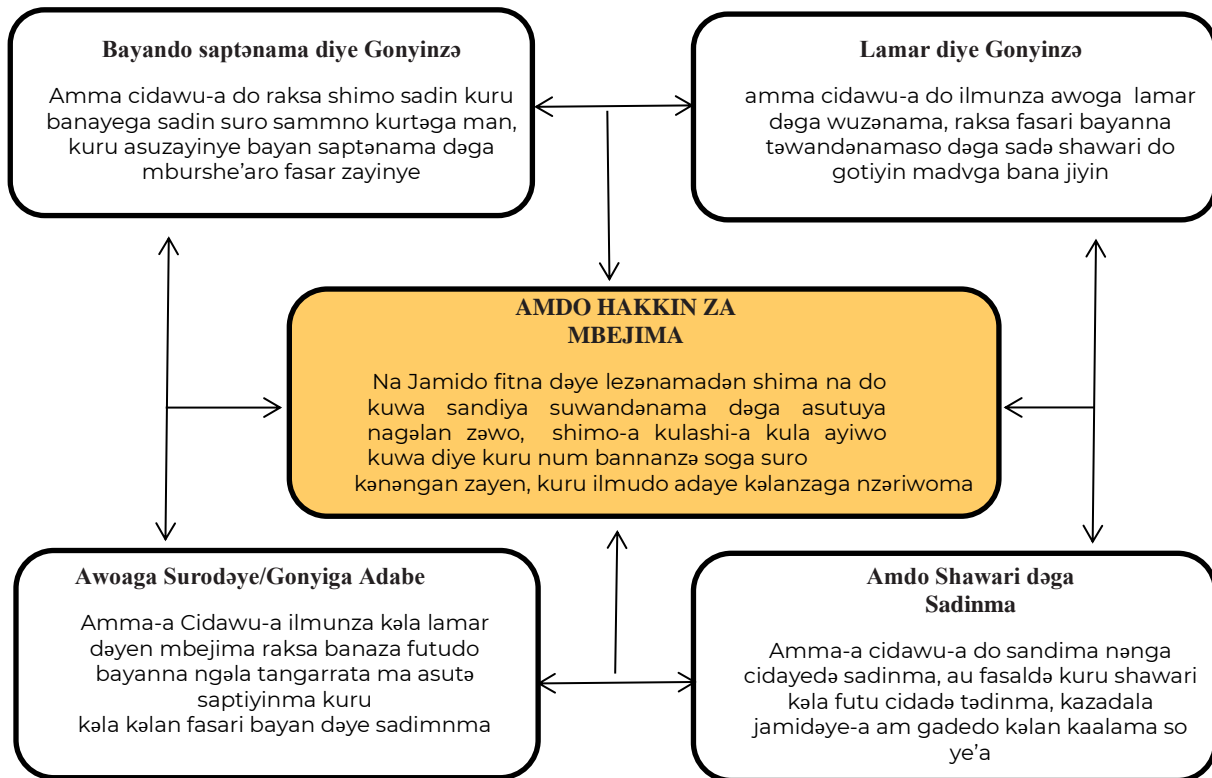 Bayando saptənama diye Gonyinzə
Amma cidawu-a do raksa shimo sadin kuru
banayega sadin suro sammno kurtəga man,
kuru asuzayinye bayan saptənama dəga
mburshe’aro fasar zayinye
Lamar diye Gonyinzə
amma cidawu-a do ilmunza awoga lamar
dəga wuzənama, raksa fasari bayanna
təwandənamaso dəga sadə shawari do
gotiyin madvga bana jiyin
AMDO HAKKIN ZA
MBEJIMA
Na Jamido fitna dəye lezənamadən shima na do
kuwa sandiya suwandənama dəga asutuya
nagəlan zəwo, shimo-a kulashi-a kula ayiwo
kuwa diye kuru num bannanzə soga suro
kənəngan zayen, kuru ilmudo adaye kəlanzaga nzəriwoma
Awoaga Surodəye/Gonyiga Adabe
Amma-a Cidawu-a ilmunza kəla lamar
dəyen mbejima raksa banaza futudo
bayanna ngəla tangarrata ma asutə
saptiyinma kuru
kəla kəlan fasari bayan dəye sadimnma
Amdo Shawari dəga
Sadinma
Amma-a cidawu-a do sandima nənga
cidayedə sadinma, au fasaldə kuru shawari
kəla futu cidadə tədinma, kazadala
jamidəye-a am gadedo kəlan kaalama so
ye’a